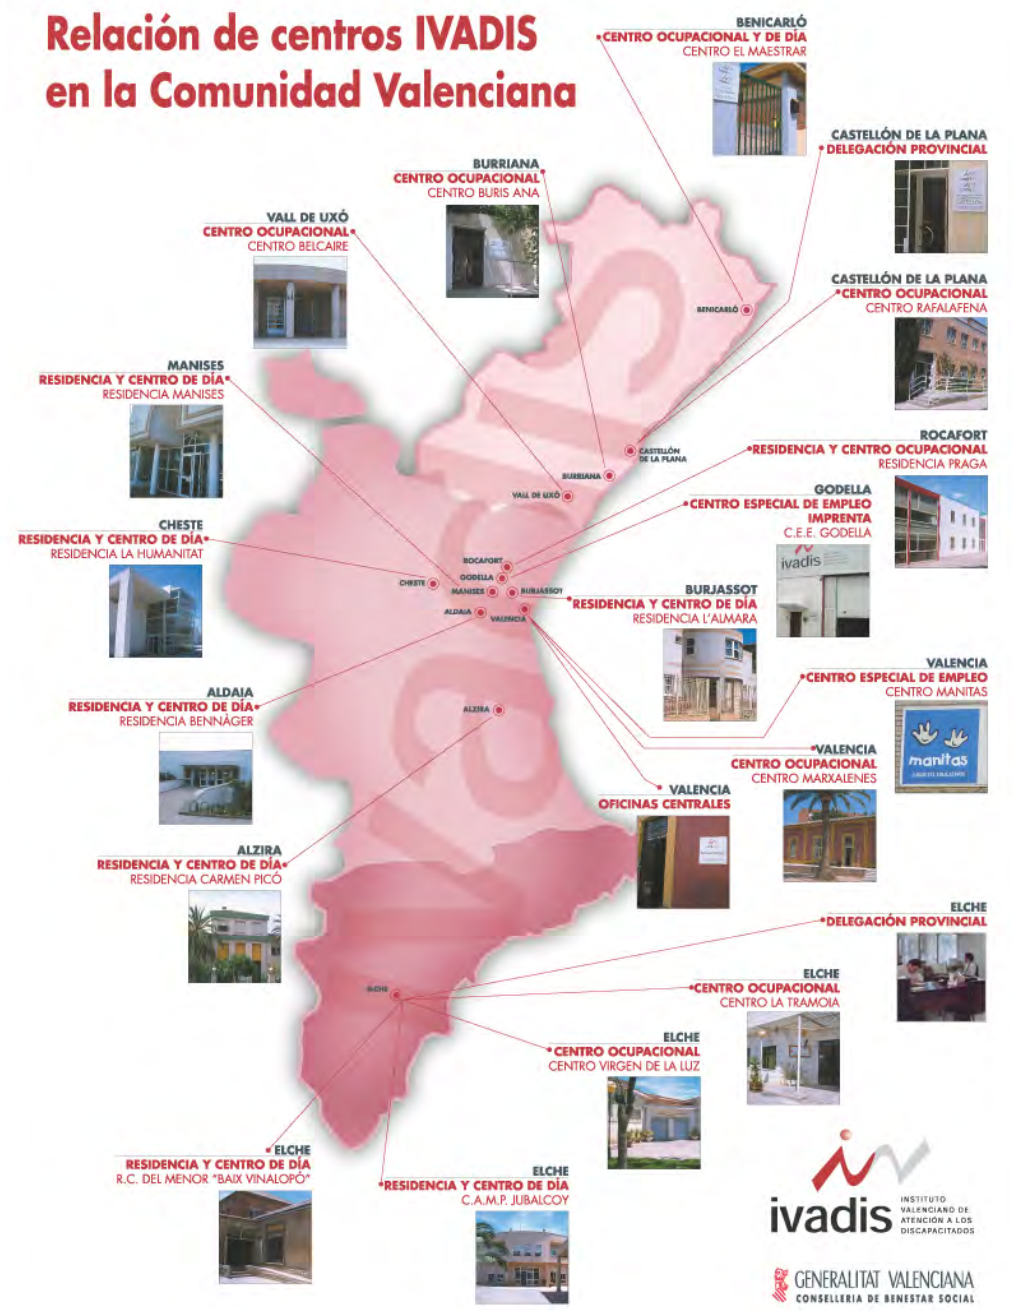 Relación de centros IVADIS
en la Comunidad Valenciana
BENICARLÓ
CENTRO OCUPACIONAL Y DE DÍA
CENTRO EL MAESTRAR
CASTELLÓN DE LA PLANA
DELEGACIÓN PROVINCIAL
BURRIANA
CENTRO OCUPACIONAL
CENTRO BURIS ANA
VALL DE UXÓ
CENTRO OCUPACIONAL
CENTRO BELCAIRE
CASTELLÓN DE LA PLANA
CENTRO OCUPACIONAL
CENTRO RAFALAFENA
MANISES
RESIDENCIA Y CENTRO DE DÍA
RESIDENCIA MANISES
ROCAFORT
RESIDENCIA Y CENTRO OCUPACIONAL
RESIDENCIA PRAGA
GODELLA
CENTRO ESPECIAL DE EMPLEO
IMPRENTA
C.E.E. GODELLA
ivadis
CHESTE
RESIDENCIA Y CENTRO DE DÍA
RESIDENCIA LA HUMANITAT
BURJASSOT
RESIDENCIA Y CENTRO DE DÍA
RESIDENCIA L'ALMARA
BENICARLÓ
CASTELLÓN
DE LA PLANA
BURRIANA
VALL DE UXÓ
ROCAFORT
GODELLA
CHESTE
MANISES
BURJASSOT
ALDAIA
VALENCIA
ALZIRA
ELCHE
ivadis
VALENCIA
CENTRO ESPECIAL DE EMPLEO
CENTRO MANITAS
manitas
ALDAIA
RESIDENCIA Y CENTRO DE DÍA
RESIDENCIA BENNÀGER
VALENCIA
CENTRO OCUPACIONAL
CENTRO MARXALENES
VALENCIA
OFICINAS CENTRALES
ALZIRA
RESIDENCIA Y CENTRO DE DÍA
RESIDENCIA CARMEN PICÓ
ELCHE
DELEGACIÓN PROVINCIAL
ELCHE
CENTRO OCUPACIONAL
CENTRO LA TRAMOIA
ELCHE
CENTRO OCUPACIONAL
CENTRO VIRGEN DE LA LUZ
ELCHE
RESIDENCIA Y CENTRO DE DÍA
R.C. DEL MENOR "BAIX VINALOPÓ"
ELCHE
RESIDENCIA Y CENTRO DE DÍA
C.A.M.P. JUBALCOY
ivadis
INSTITUTO
VALENCIANO DE
ATENCIÓN A LOS
DISCAPACITADOS
GENERALITAT VALENCIANA
CONSELLERIA DE BENESTAR SOCIAL